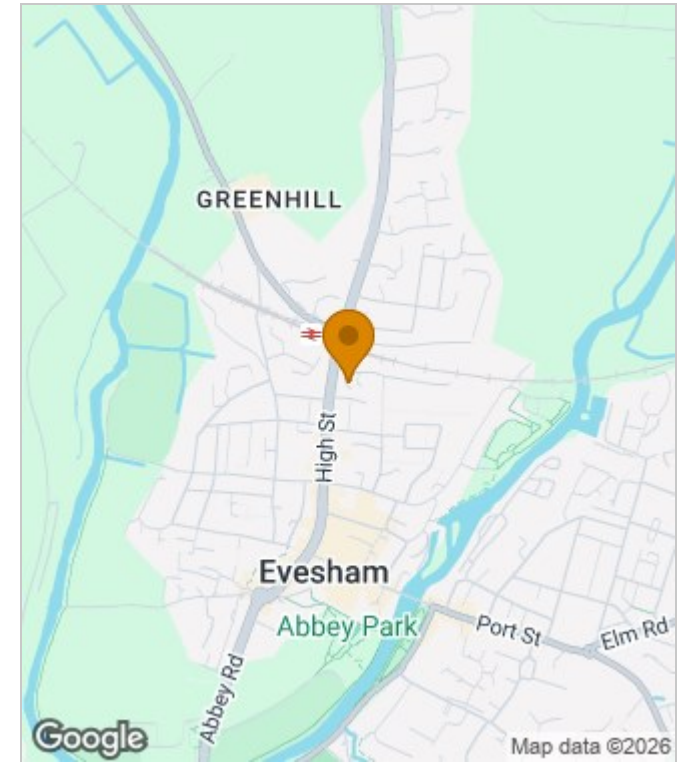 GREENHILL
High St
Evesham
Abbey Park
Port St
Elm Rd
Abbey Rd
Google
Map data ©2026